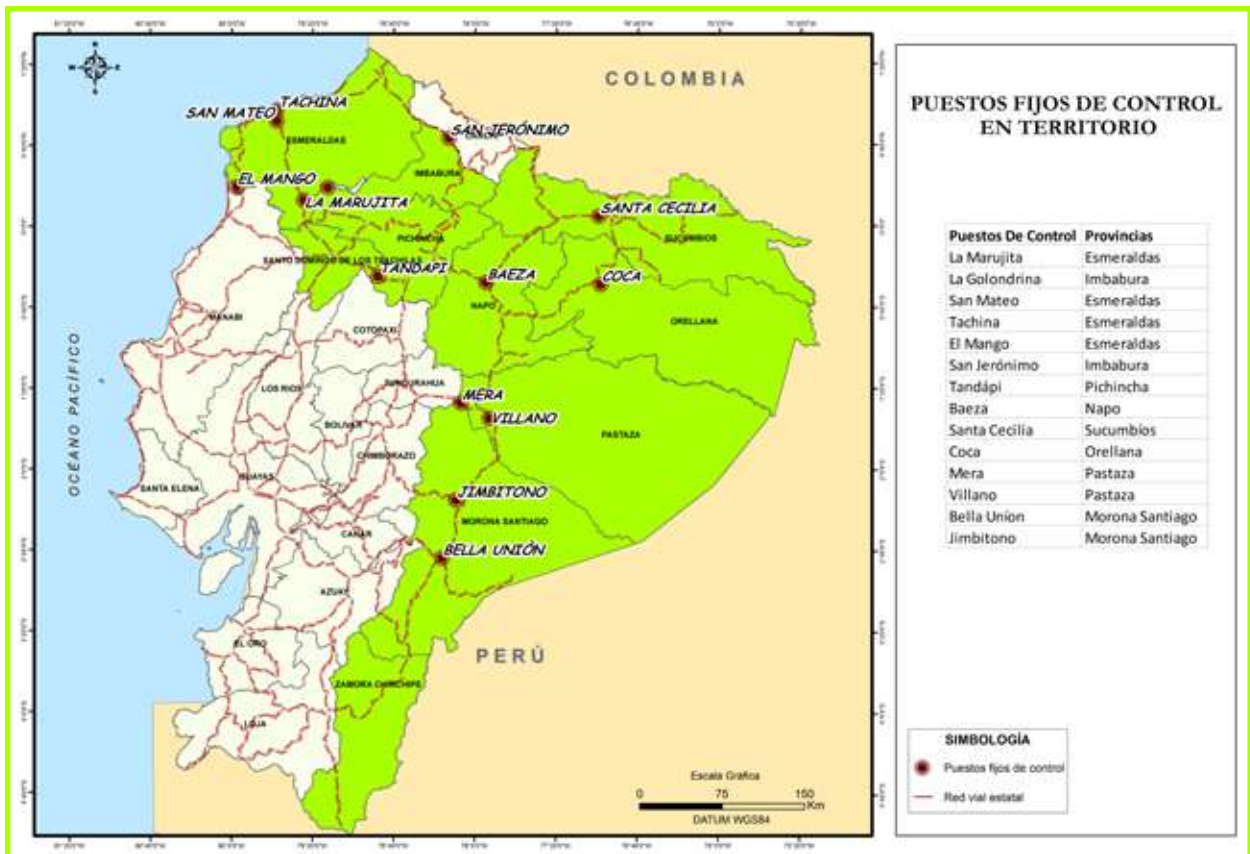 COLOMBIA
TACHINA
SAN MATEO
ESMERALDAS
SAN JERÓNIMO
IMBABURA
EL MANGO
LA MARUJITA
SANTA CECILIA
SUCUMBIOS
PICHINCHA
SANTO DOMINGO DE LOS TSACHILAS
TANDAPI
BAEZA
COCA
NAPO
ORELLANA
MANABI
COTOPAXI
OCÉANO PACÍFICO
LOS RIOS
TUNGURAHUA
MERA
VILLANO
BOLIVAR
PASTAZA
CHIMBORAZO
GUAYAS
SANTA ELENA
JIMBITONO
MORONA SANTIAGO
CAÑAR
BELLA UNIÓN
AZUAY
EL ORO
PERÚ
ZAMORA CHINCHIPE
LOJA
Escala Gráfica
0 75 150
Km
DATUM WGS84
PUESTOS FIJOS DE CONTROL
EN TERRITORIO
Puestos De Control Provincias
La Marujita Esmeraldas
La Golondrina Imbabura
San Mateo Esmeraldas
Tachina Esmeraldas
El Mango Esmeraldas
San Jerónimo Imbabura
Tandápi Pichincha
Baeza Napo
Santa Cecilia Sucumbíos
Coca Orellana
Mera Pastaza
Villano Pastaza
Bella Uníon Morona Santiago
Jimbitono Morona Santiago
SIMBOLOGÍA
Puestos fijos de control
Red vial estatal